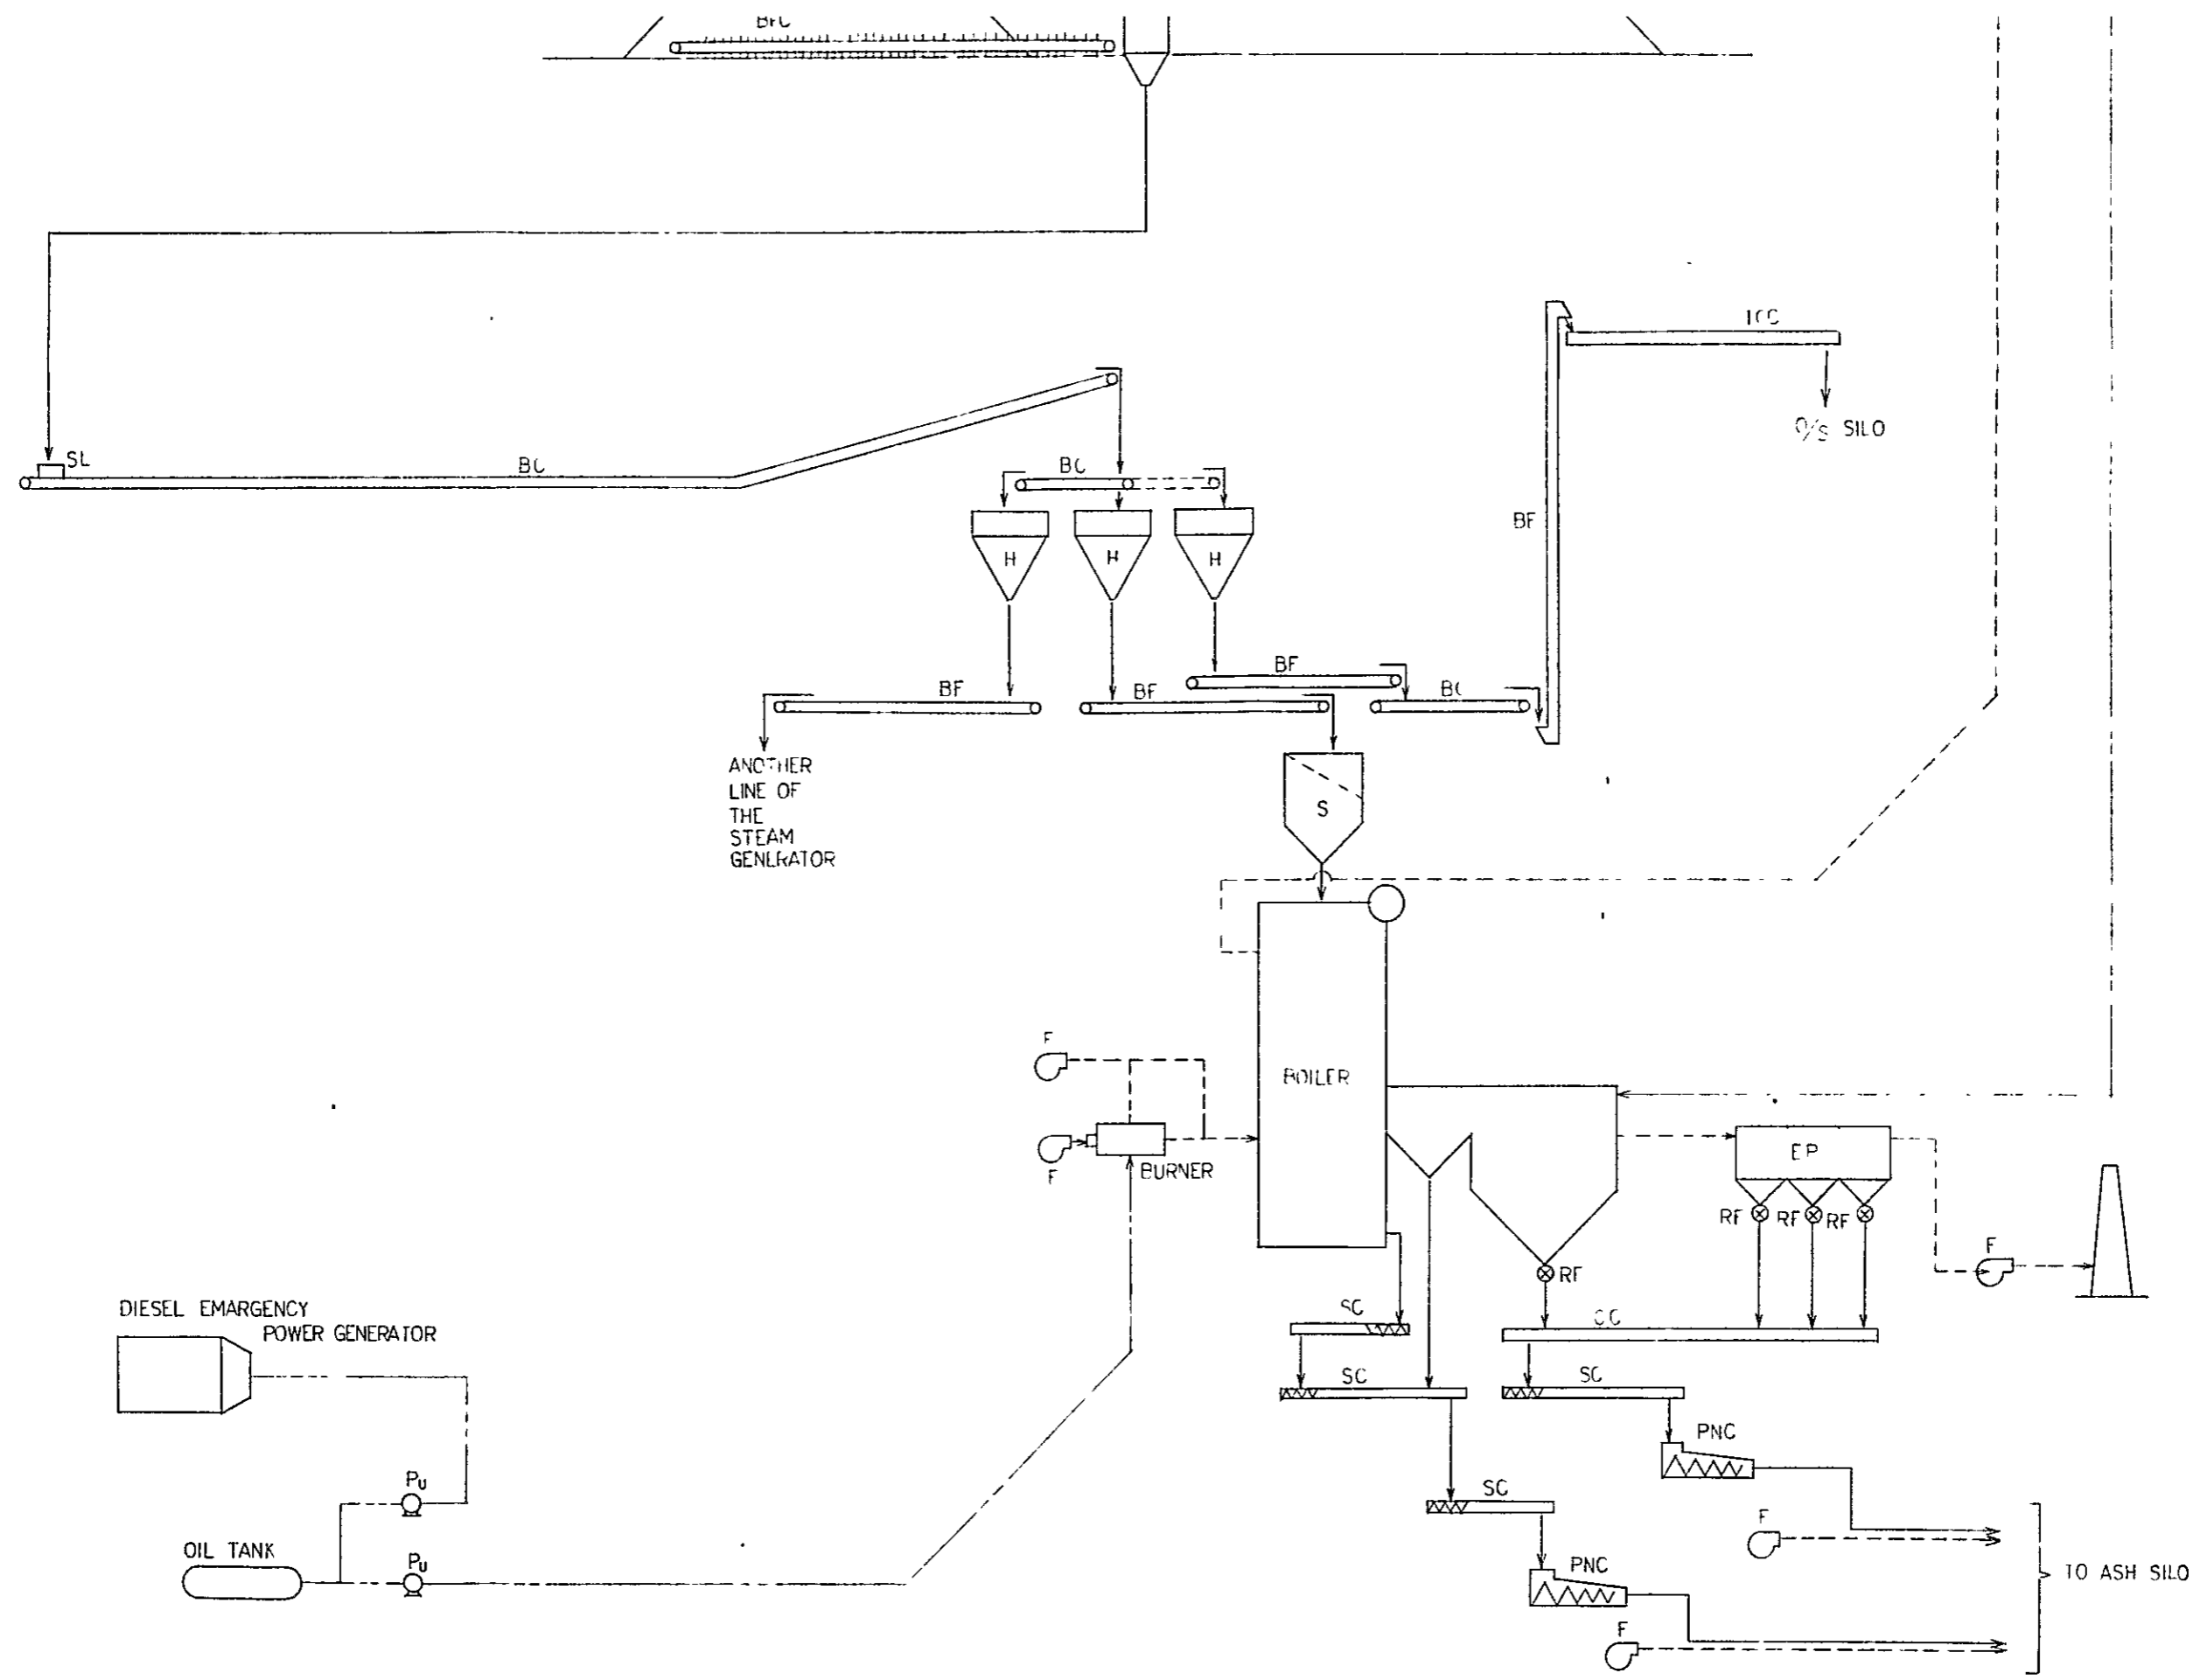 BFC
SL
BC
BC
H
H
H
BF
O/S SILO
BF
BF
BF
BC
ANOTHER
LINE OF
THE
STEAM
GENERATOR
S
F
BOILER
F
BURNER
EP
RF
RF
RF
F
RF
DIESEL EMARGENCY
POWER GENERATOR
SC
SC
SC
PNC
Pu
SC
F
OIL TANK
Pu
PNC
TO ASH SILO
F